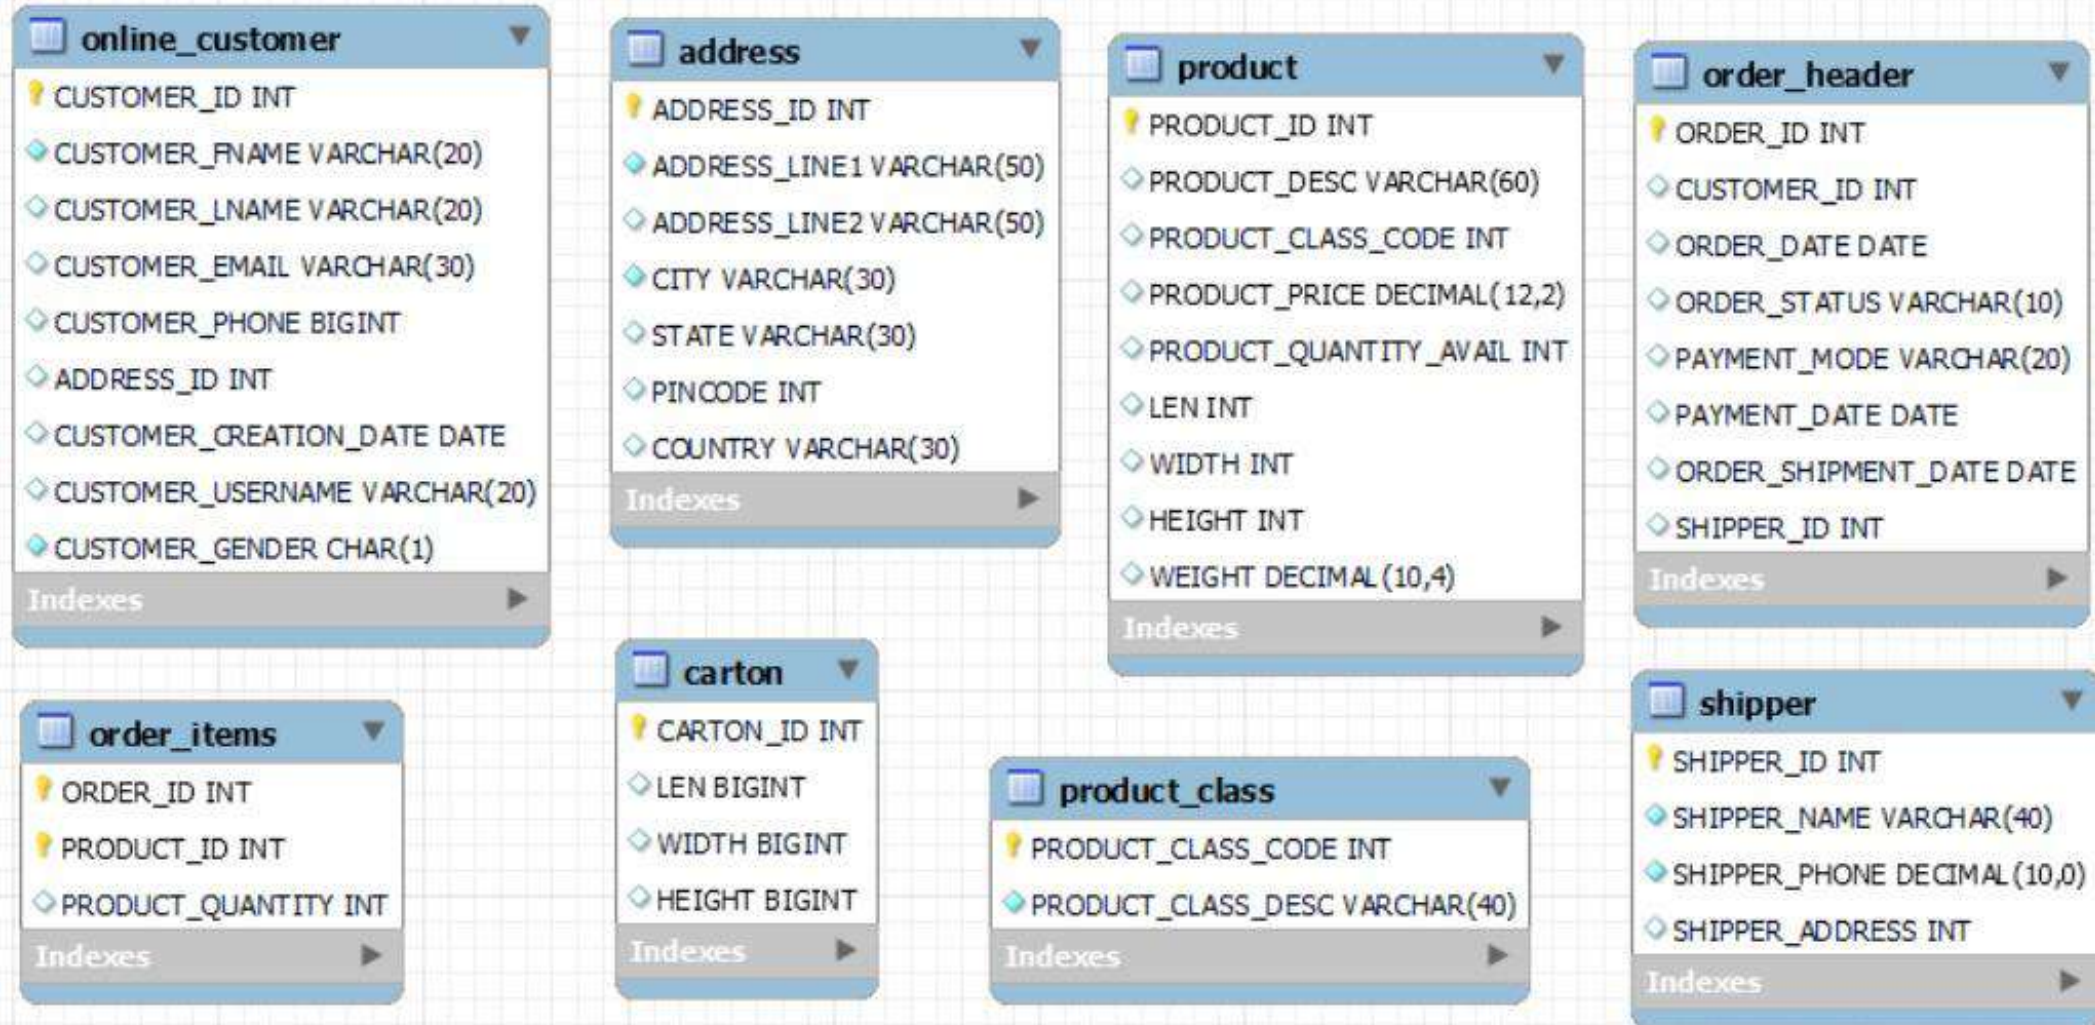 online_customer
CUSTOMER_ID INT
CUSTOMER_FNAME VARCHAR(20)
CUSTOMER_LNAME VARCHAR(20)
CUSTOMER_EMAIL VARCHAR(30)
CUSTOMER_PHONE BIGINT
ADDRESS_ID INT
CUSTOMER_CREATION_DATE DATE
CUSTOMER_USERNAME VARCHAR(20)
CUSTOMER_GENDER CHAR(1)
Indexes
address
ADDRESS_ID INT
ADDRESS_LINE1 VARCHAR(50)
ADDRESS_LINE2 VARCHAR(50)
CITY VARCHAR(30)
STATE VARCHAR(30)
PINCODE INT
COUNTRY VARCHAR(30)
Indexes
product
PRODUCT_ID INT
PRODUCT_DESC VARCHAR(60)
PRODUCT_CLASS_CODE INT
PRODUCT_PRICE DECIMAL(12,2)
PRODUCT_QUANTITY_AVAIL INT
LEN INT
WIDTH INT
HEIGHT INT
WEIGHT DECIMAL(10,4)
Indexes
order_header
ORDER_ID INT
CUSTOMER_ID INT
ORDER_DATE DATE
ORDER_STATUS VARCHAR(10)
PAYMENT_MODE VARCHAR(20)
PAYMENT_DATE DATE
ORDER_SHIPMENT_DATE DATE
SHIPPER_ID INT
Indexes
order_items
ORDER_ID INT
PRODUCT_ID INT
PRODUCT_QUANTITY INT
Indexes
carton
CARTON_ID INT
LEN BIGINT
WIDTH BIGINT
HEIGHT BIGINT
Indexes
product_class
PRODUCT_CLASS_CODE INT
PRODUCT_CLASS_DESC VARCHAR(40)
Indexes
shipper
SHIPPER_ID INT
SHIPPER_NAME VARCHAR(40)
SHIPPER_PHONE DECIMAL(10,0)
SHIPPER_ADDRESS INT
Indexes